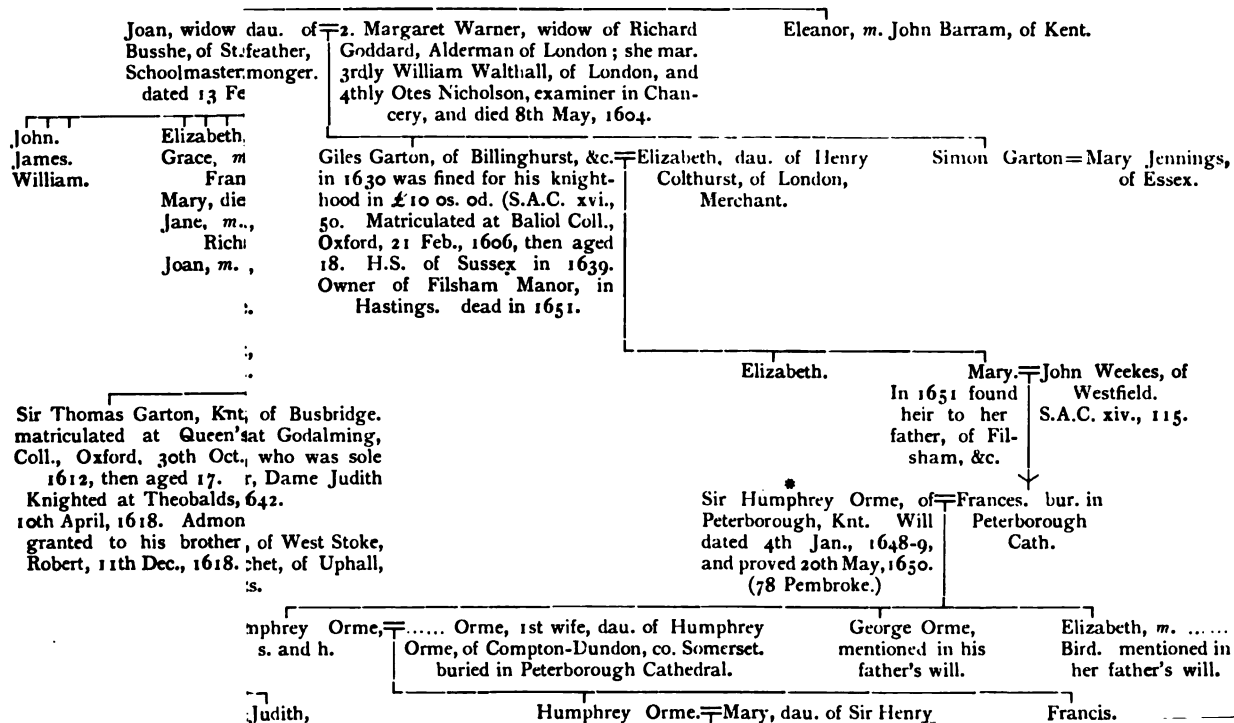 Joan, widow dau. of 2. Margaret Warner, widow of Richard
Busshe, of St. feather, Goddard, Alderman of London ; she mar.
Schoolmaster monger. 3rdly William Walthall, of London, and
dated 13 Fe 4thly Otes Nicholson, examiner in Chan-
cery, and died 8th May, 1604.
Eleanor, m. John Barram, of Kent.
John.
James.
William.
Elizabeth
Grace, m
Fran
Mary, die
Jane, m.,
Rich
Joan, m. ,
Giles Garton, of Billinghurst, &c.
in 1630 was fined for his knight-
hood in £10 os. od. (S.A.C. xvi.,
50. Matriculated at Baliol Coll.,
Oxford, 21 Feb., 1606, then aged
18. H.S. of Sussex in 1639.
Owner of Filsham Manor, in
Hastings. dead in 1651.
Elizabeth, dau. of Henry
Colthurst, of London,
Merchant.
Simon Garton = Mary Jennings,
of Essex.
Elizabeth.
Mary.
In 1651 found
heir to her
father, of Fil-
sham, &c.
John Weekes, of
Westfield.
S.A.C. xiv., 115.
Sir Thomas Garton, Knt, of Busbridge.
matriculated at Queen's at Godalming,
Coll., Oxford, 30th Oct., who was sole
1612, then aged 17. r, Dame Judith
Knighted at Theobalds, 642.
10th April, 1618. Admon
granted to his brother , of West Stoke,
Robert, 11th Dec., 1618. chet, of Uphall,
s.
*
Sir Humphrey Orme, of
Peterborough, Knt. Will
dated 4th Jan., 1648-9,
and proved 20th May, 1650.
(78 Pembroke.)
Frances. bur. in
Peterborough
Cath.
mphrey Orme,
s. and h.
...... Orme, 1st wife, dau. of Humphrey
Orme, of Compton-Dundon, co. Somerset.
buried in Peterborough Cathedral.
George Orme,
mentioned in his
father's will.
Elizabeth, m. ......
Bird. mentioned in
her father's will.
Judith,
Humphrey Orme. Mary, dau. of Sir Henry
Francis.